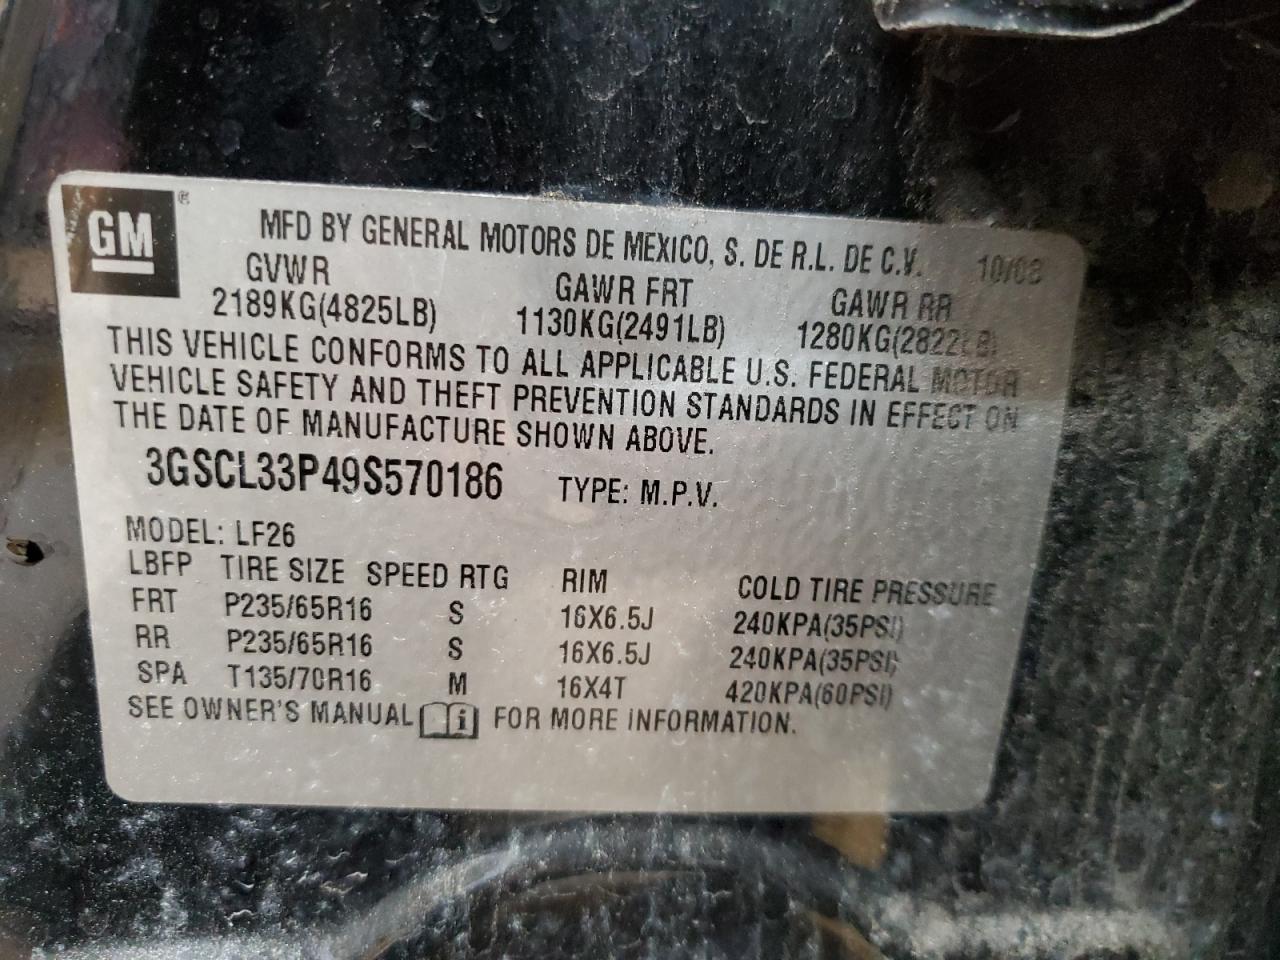 GM ®
MFD BY GENERAL MOTORS DE MEXICO, S. DE R.L. DE C.V. 10/08
GVWR GAWR FRT GAWR RR
2189KG(4825LB) 1130KG(2491LB) 1280KG(2822LB)
THIS VEHICLE CONFORMS TO ALL APPLICABLE U.S. FEDERAL MOTOR
VEHICLE SAFETY AND THEFT PREVENTION STANDARDS IN EFFECT ON
THE DATE OF MANUFACTURE SHOWN ABOVE.
3GSCL33P49S570186 TYPE: M.P.V.
MODEL: LF26
LBFP TIRE SIZE SPEED RTG RIM COLD TIRE PRESSURE
FRT P235/65R16 S 16X6.5J 240KPA(35PSI)
RR P235/65R16 S 16X6.5J 240KPA(35PSI)
SPA T135/70R16 M 16X4T 420KPA(60PSI)
SEE OWNER'S MANUAL i FOR MORE INFORMATION.